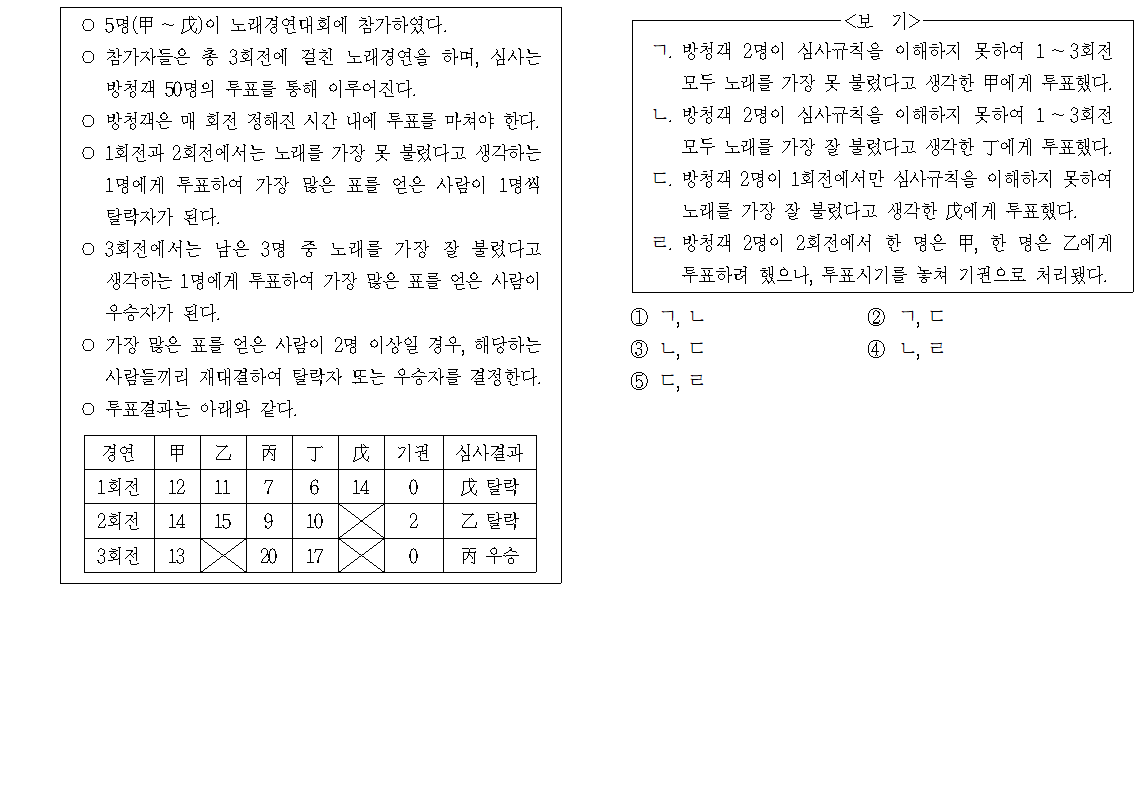 ○ 5명(甲 ~ 戊)이 노래경연대회에 참가하였다.
○ 참가자들은 총 3회전에 걸친 노래경연을 하며, 심사는
방청객 50명의 투표를 통해 이루어진다.
○ 방청객은 매 회전 정해진 시간 내에 투표를 마쳐야 한다.
○ 1회전과 2회전에서는 노래를 가장 못 불렀다고 생각하는
1명에게 투표하여 가장 많은 표를 얻은 사람이 1명씩
탈락자가 된다.
○ 3회전에서는 남은 3명 중 노래를 가장 잘 불렀다고
생각하는 1명에게 투표하여 가장 많은 표를 얻은 사람이
우승자가 된다.
○ 가장 많은 표를 얻은 사람이 2명 이상일 경우, 해당하는
사람들끼리 재대결하여 탈락자 또는 우승자를 결정한다.
○ 투표결과는 아래와 같다.
경연 甲 乙 丙 丁 戊 기권 심사결과
1회전 12 11 7 6 14 0 戊 탈락
2회전 14 15 9 10 2 乙 탈락
3회전 13 20 17 0 丙 우승
<보 기>
ㄱ. 방청객 2명이 심사규칙을 이해하지 못하여 1 ~ 3회전
모두 노래를 가장 못 불렀다고 생각한 甲에게 투표했다.
ㄴ. 방청객 2명이 심사규칙을 이해하지 못하여 1 ~ 3회전
모두 노래를 가장 잘 불렀다고 생각한 丁에게 투표했다.
ㄷ. 방청객 2명이 1회전에서만 심사규칙을 이해하지 못하여
노래를 가장 잘 불렀다고 생각한 戊에게 투표했다.
ㄹ. 방청객 2명이 2회전에서 한 명은 甲, 한 명은 乙에게
투표하려 했으나, 투표시기를 놓쳐 기권으로 처리됐다.
① ㄱ, ㄴ ② ㄱ, ㄷ
③ ㄴ, ㄷ ④ ㄴ, ㄹ
⑤ ㄷ, ㄹ